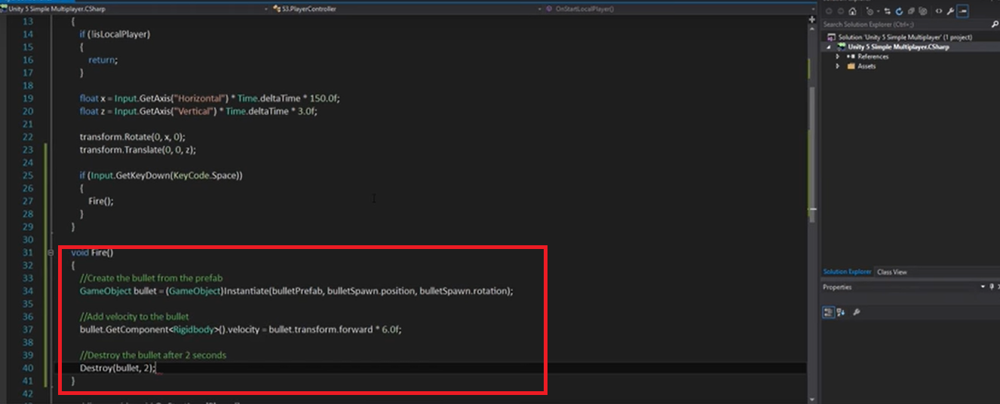 Unity 5 Simple Multiplayer.CSharp
S3.PlayerController
OnStartLocalPlayer()
Search Solution Explorer (Ctrl+;)
Solution 'Unity 5 Simple Multiplayer' (1 project)
Unity 5 Simple Multiplayer.CSharp
References
Assets
13 {
14 if (!isLocalPlayer)
15 {
16 return;
17 }
18
19 float x = Input.GetAxis("Horizontal") * Time.deltaTime * 150.0f;
20 float z = Input.GetAxis("Vertical") * Time.deltaTime * 3.0f;
21
22 transform.Rotate(0, x, 0);
23 transform.Translate(0, 0, z);
24
25 if (Input.GetKeyDown(KeyCode.Space))
26 {
27 Fire();
28 }
29 }
30
31 void Fire()
32 {
33 //Create the bullet from the prefab
34 GameObject bullet = (GameObject)Instantiate(bulletPrefab, bulletSpawn.position, bulletSpawn.rotation);
35
36 //Add velocity to the bullet
37 bullet.GetComponent<Rigidbody>().velocity = bullet.transform.forward * 6.0f;
38
39 //Destroy the bullet after 2 seconds
40 Destroy(bullet, 2);
41 }
42
Solution Explorer Class View
Properties